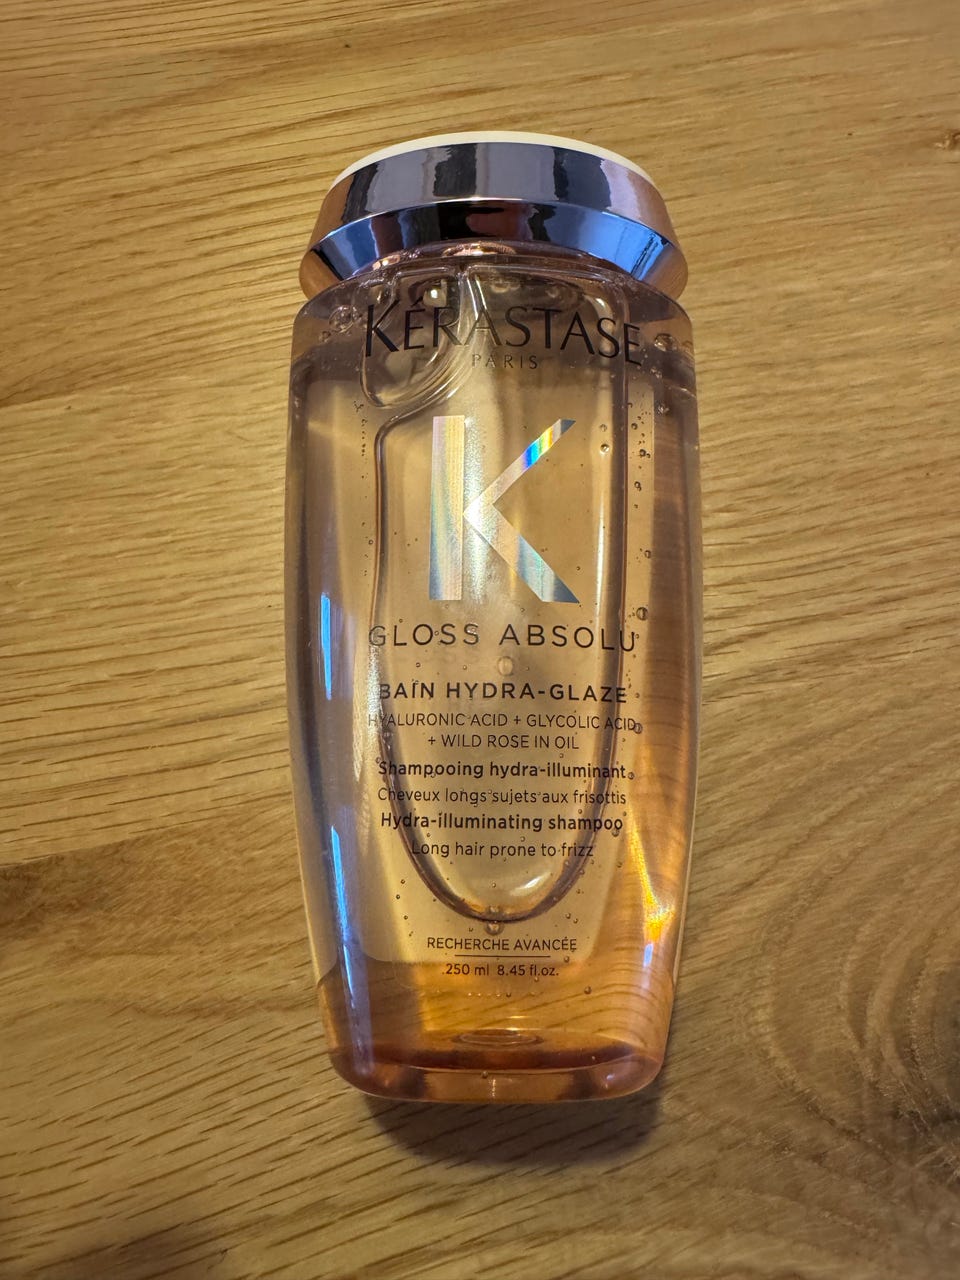 KÉRASTASE
PARIS
K
GLOSS ABSOLU
BAIN HYDRA-GLAZE
HYALURONIC ACID + GLYCOLIC ACID
+ WILD ROSE IN OIL
Shampooing hydra-illuminant
Cheveux longs sujets aux frisottis
Hydra-illuminating shampoo
Long hair prone to frizz
RECHERCHE AVANCÉE
250 ml 8.45 fl.oz.